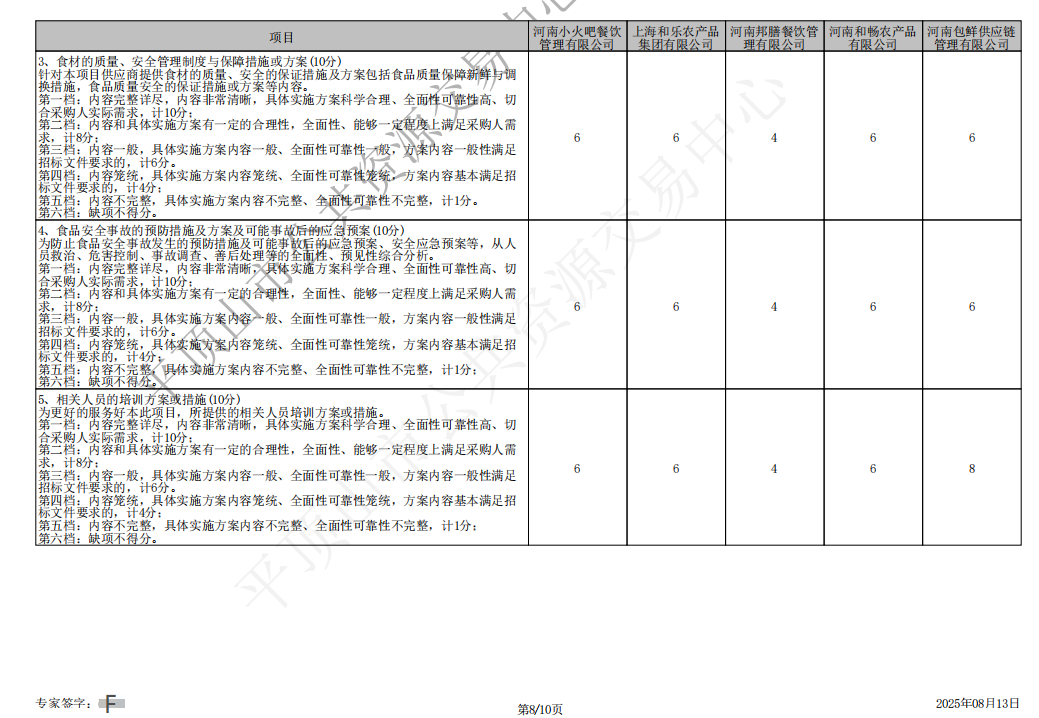 项目
河南小火吧餐饮
管理有限公司
上海和乐农产品
集团有限公司
河南邦膳餐饮管
理有限公司
河南和畅农产品
有限公司
河南包鲜供应链
管理有限公司
3、食材的质量、安全管理制度与保障措施或方案(10分)
针对本项目供应商提供食材的质量、安全的保证措施及方案包括食品质量保障新鲜与调
换措施，食品质量安全的保证措施或方案等内容。
第一档：内容完整详尽，内容非常清晰，具体实施方案科学合理、全面性可靠性高、切
合采购人实际需求，计10分；
第二档：内容和具体实施方案有一定的合理性，全面性、能够一定程度上满足采购人需
求，计8分；
第三档：内容一般，具体实施方案内容一般、全面性可靠性一般，方案内容一般性满足
招标文件要求的，计6分。
第四档：内容笼统，具体实施方案内容笼统、全面性可靠性笼统，方案内容基本满足招
标文件要求的，计4分；
第五档：内容不完整，具体实施方案内容不完整、全面性可靠性不完整，计1分。
第六档：缺项不得分。
6 6 4 6 6
4、食品安全事故的预防措施及方案及可能事故后的应急预案(10分)
为防止食品安全事故发生的预防措施及可能事故后的应急预案、安全应急预案等，从人
员救治、危害控制、事故调查、善后处理等的全面性、预见性综合分析。
第一档：内容完整详尽，内容非常清晰，具体实施方案科学合理、全面性可靠性高、切
合采购人实际需求，计10分；
第二档：内容和具体实施方案有一定的合理性，全面性、能够一定程度上满足采购人需
求，计8分；
第三档：内容一般，具体实施方案内容一般、全面性可靠性一般，方案内容一般性满足
招标文件要求的，计6分。
第四档：内容笼统，具体实施方案内容笼统、全面性可靠性笼统，方案内容基本满足招
标文件要求的，计4分；
第五档：内容不完整，具体实施方案内容不完整、全面性可靠性不完整，计1分；
第六档：缺项不得分。
6 6 4 6 6
5、相关人员的培训方案或措施(10分)
为更好的服务好本此项目，所提供的相关人员培训方案或措施。
第一档：内容完整详尽，内容非常清晰，具体实施方案科学合理、全面性可靠性高、切
合采购人实际需求，计10分；
第二档：内容和具体实施方案有一定的合理性，全面性、能够一定程度上满足采购人需
求，计8分；
第三档：内容一般，具体实施方案内容一般、全面性可靠性一般，方案内容一般性满足
招标文件要求的，计6分。
第四档：内容笼统，具体实施方案内容笼统、全面性可靠性笼统，方案内容基本满足招
标文件要求的，计4分；
第五档：内容不完整，具体实施方案内容不完整、全面性可靠性不完整，计1分；
第六档：缺项不得分。
6 6 4 6 8
平顶山市公共资源交易中心
平顶山市公共资源交易中心
专家签字： F
第8/10页
2025年08月13日